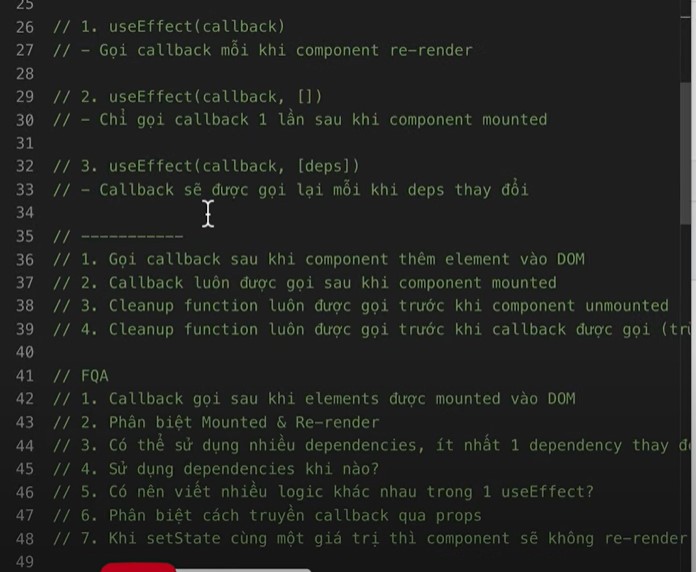 25
26 // 1. useEffect(callback)
27 // - Gọi callback mỗi khi component re-render
28
29 // 2. useEffect(callback, [])
30 // - Chỉ gọi callback 1 lần sau khi component mounted
31
32 // 3. useEffect(callback, [deps])
33 // - Callback sẽ được gọi lại mỗi khi deps thay đổi
34
35 // -----------
36 // 1. Gọi callback sau khi component thêm element vào DOM
37 // 2. Callback luôn được gọi sau khi component mounted
38 // 3. Cleanup function luôn được gọi trước khi component unmounted
39 // 4. Cleanup function luôn được gọi trước khi callback được gọi
40
41 // FQA
42 // 1. Callback gọi sau khi elements được mounted vào DOM
43 // 2. Phân biệt Mounted & Re-render
44 // 3. Có thể sử dụng nhiều dependencies, ít nhất 1 dependency thay
45 // 4. Sử dụng dependencies khi nào?
46 // 5. Có nên viết nhiều logic khác nhau trong 1 useEffect?
47 // 6. Phân biệt cách truyền callback qua props
48 // 7. Khi setState cùng một giá trị thì component sẽ không re-render
49